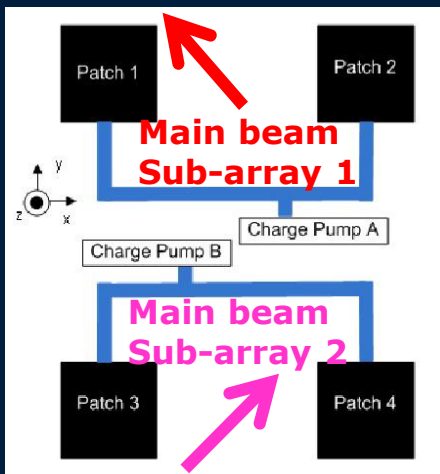 Patch 1
Patch 2
Main beam
Sub-array 1
y
z
x
Charge Pump A
Charge Pump B
Main beam
Sub-array 2
Patch 3
Patch 4